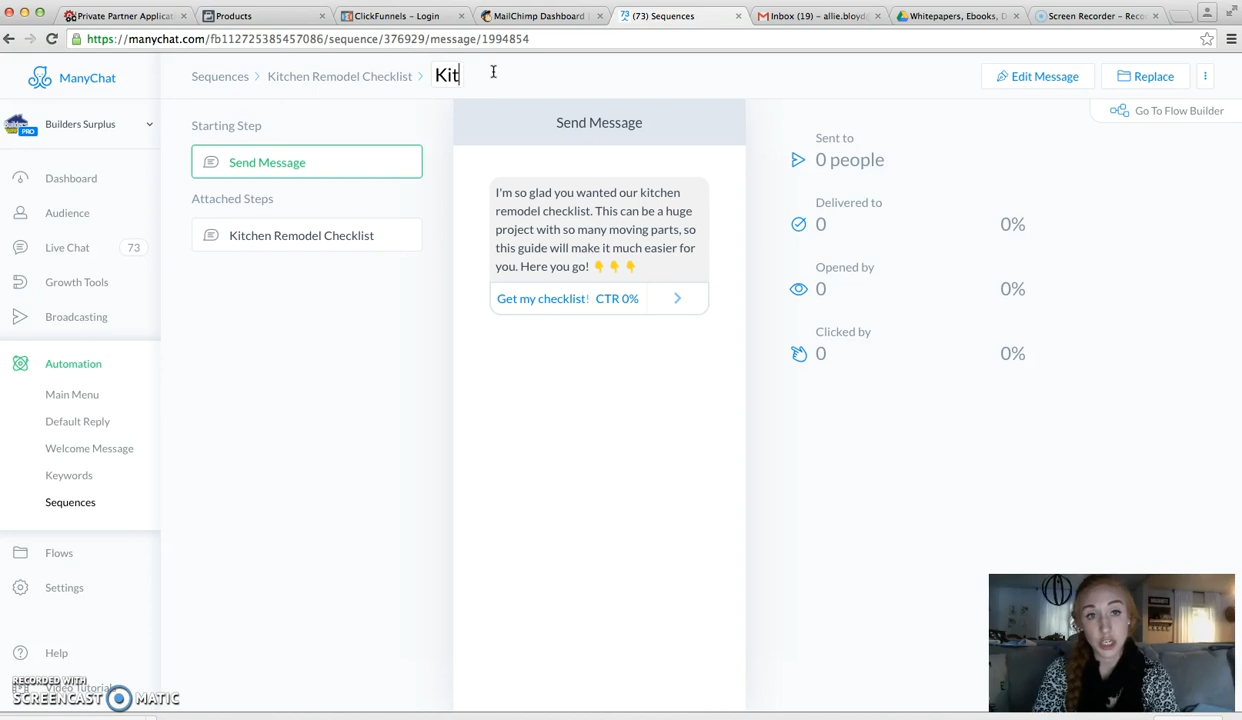 Private Partner Applicat
Products
ClickFunnels - Login
MailChimp Dashboard
(73) Sequences
Inbox (19) - allie.bloyd@
Whitepapers, Ebooks, D
Screen Recorder - Reco
https://manychat.com/fb112725385457086/sequence/376929/message/1994854
ManyChat
Sequences > Kitchen Remodel Checklist > Kit
Edit Message
Replace
Go To Flow Builder
Builders Surplus
PRO
Dashboard
Audience
Live Chat 73
Growth Tools
Broadcasting
Automation
Main Menu
Default Reply
Welcome Message
Keywords
Sequences
Flows
Settings
Help
Video Tutorials
RECORDED WITH
SCREENCAST MATIC
Starting Step
Send Message
Attached Steps
Kitchen Remodel Checklist
Send Message
I'm so glad you wanted our kitchen
remodel checklist. This can be a huge
project with so many moving parts, so
this guide will make it much easier for
you. Here you go! 👇👇👇
Get my checklist! CTR 0%
Sent to
0 people
Delivered to
0 0%
Opened by
0 0%
Clicked by
0 0%